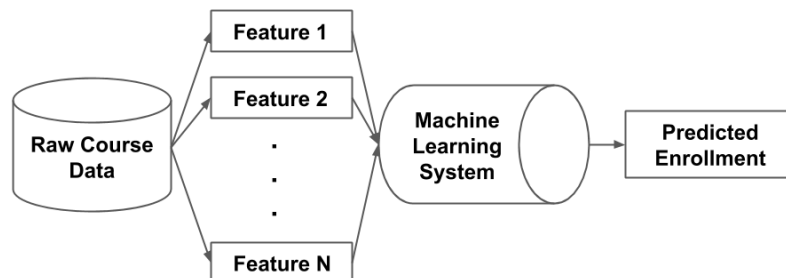 Feature 1
Feature 2
.
.
.
Feature N
Raw Course
Data
Machine
Learning
System
Predicted
Enrollment